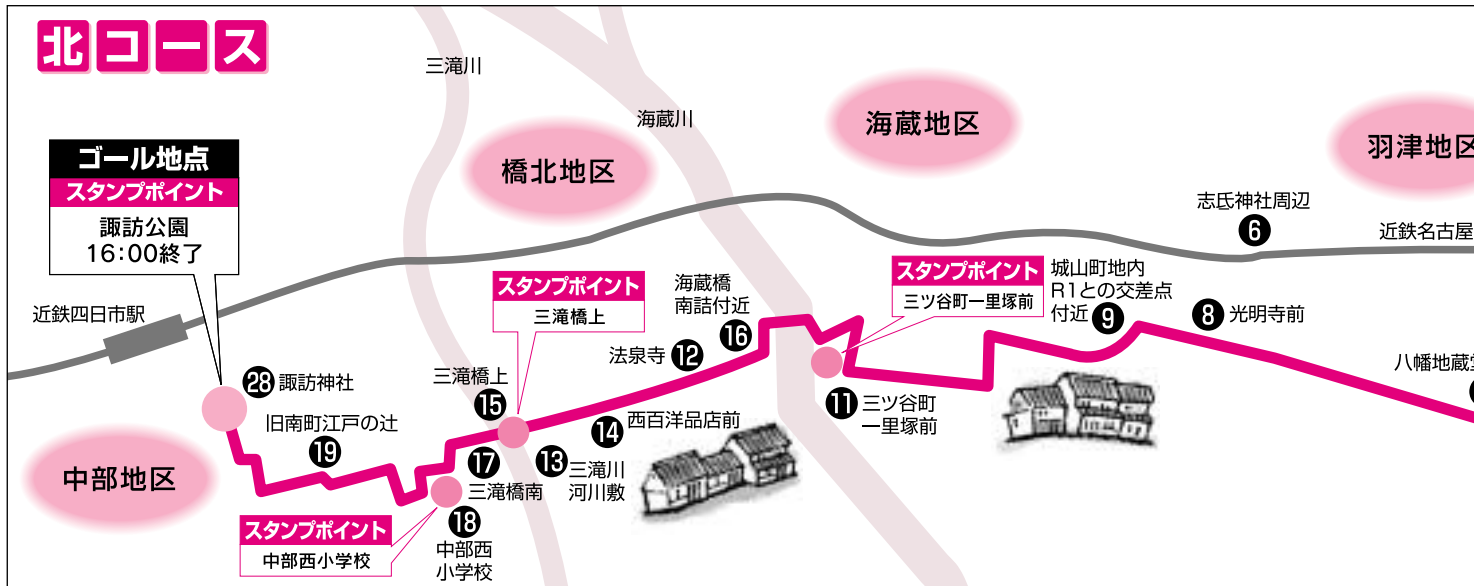 北コース
三滝川
海蔵川
海蔵地区
橋北地区
羽津地区
ゴール地点
スタンプポイント
諏訪公園
16:00終了
志氐神社周辺
❻
近鉄名古屋
近鉄四日市駅
スタンプポイント
三滝橋上
海蔵橋
南詰付近
⓰
スタンプポイント
三ツ谷町一里塚前
城山町地内
R1との交差点
付近❾
❽光明寺前
法泉寺⓬
八幡地蔵堂
三滝橋上
⓯
㉘諏訪神社
旧南町江戸の辻
⓳
⓫三ツ谷町
一里塚前
⓮西百洋品店前
⓭三滝川
河川敷
⓱
三滝橋南
中部地区
スタンプポイント
中部西小学校
⓲
中部西
小学校